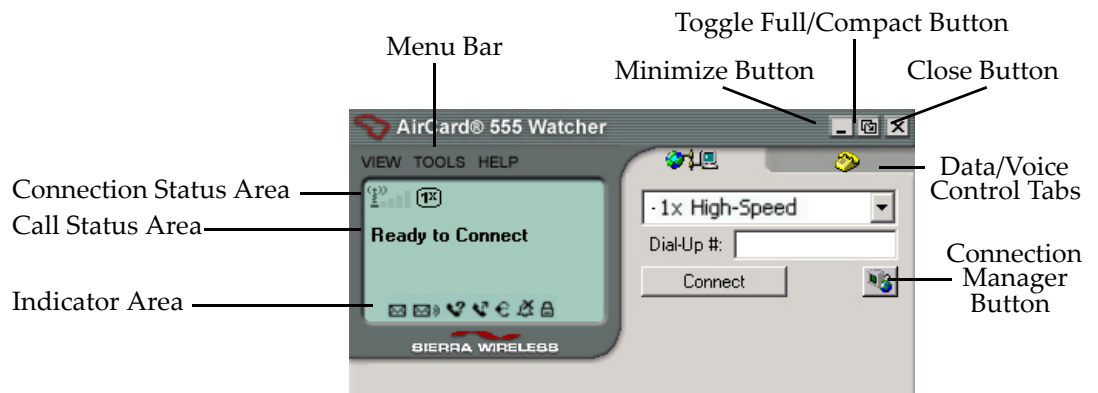 Toggle Full/Compact Button
Menu Bar
Minimize Button
Close Button
AirCard® 555 Watcher
VIEW TOOLS HELP
Connection Status Area
1X
Data/Voice
Control Tabs
- 1x High-Speed
Call Status Area
Ready to Connect
Dial-Up #:
Connection
Manager
Button
Connect
Indicator Area
SIERRA WIRELESS